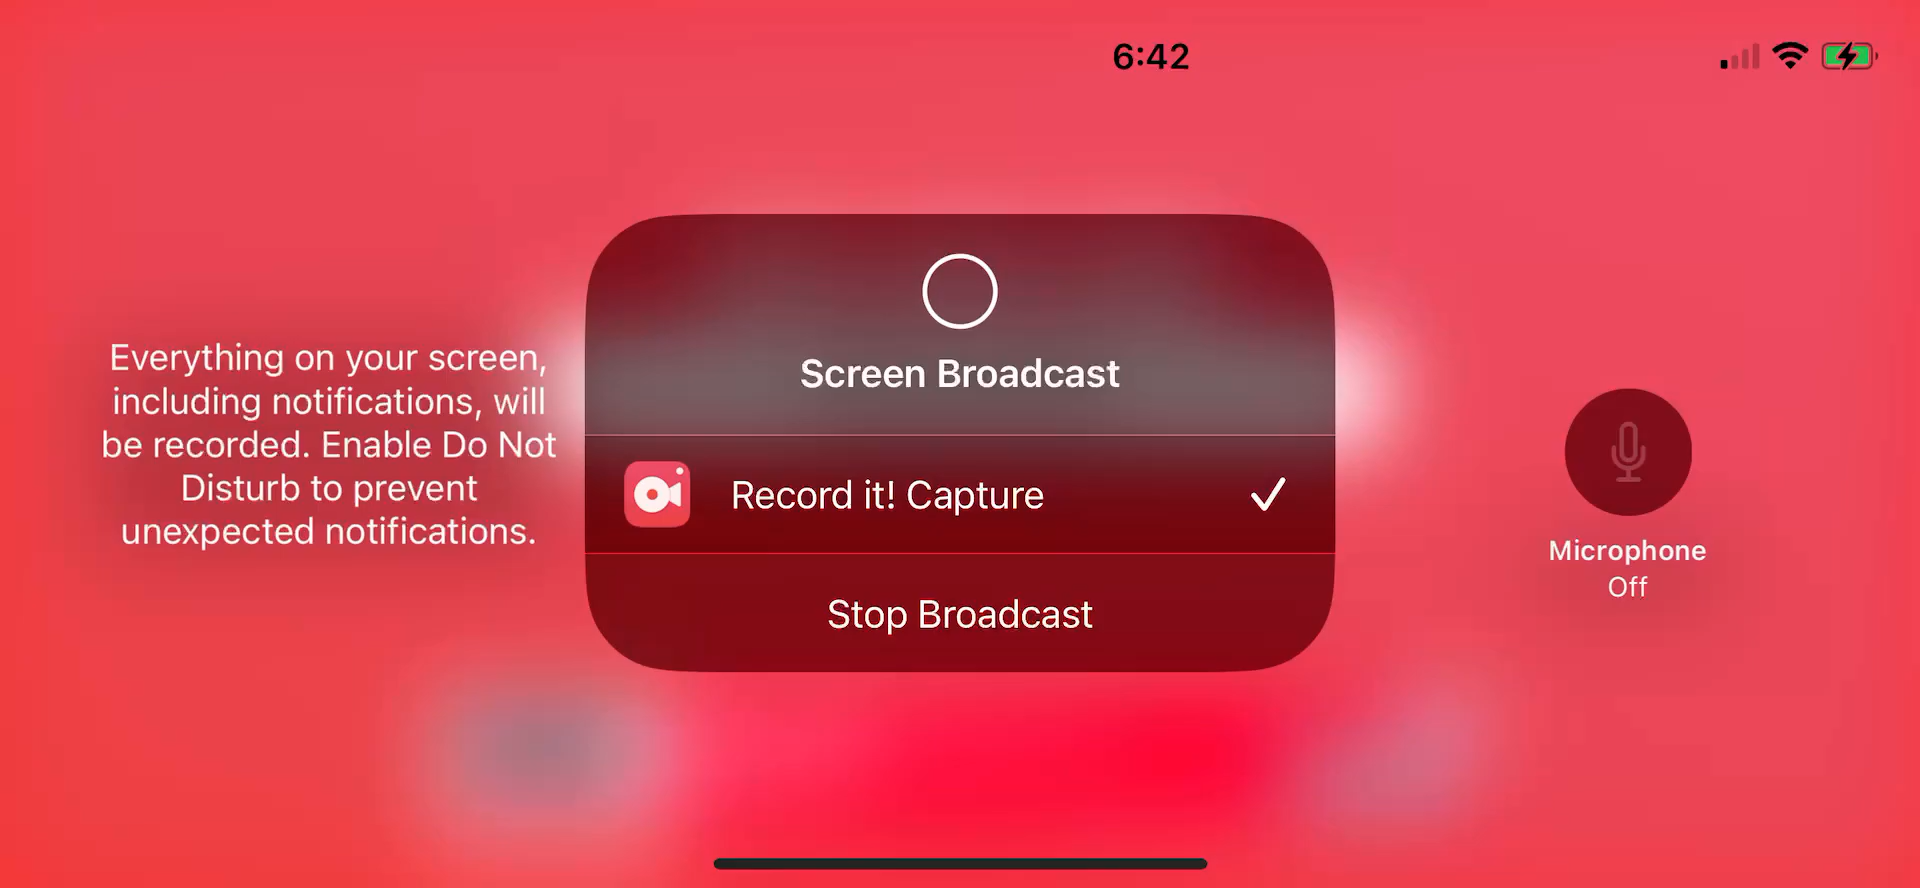 6:42
Everything on your screen,
including notifications, will
be recorded. Enable Do Not
Disturb to prevent
unexpected notifications.
Screen Broadcast
Record it! Capture
Stop Broadcast
Microphone
Off